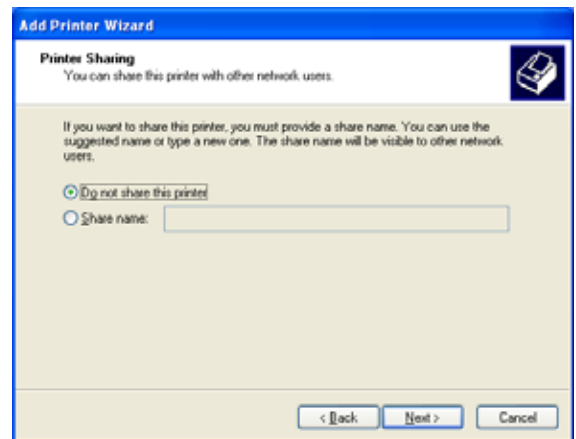 Add Printer Wizard
Printer Sharing
You can share this printer with other network users.
If you want to share this printer, you must provide a share name. You can use the
suggested name or type a new one. The share name will be visible to other network
users.
Do not share this printer
Share name:
< Back Next > Cancel